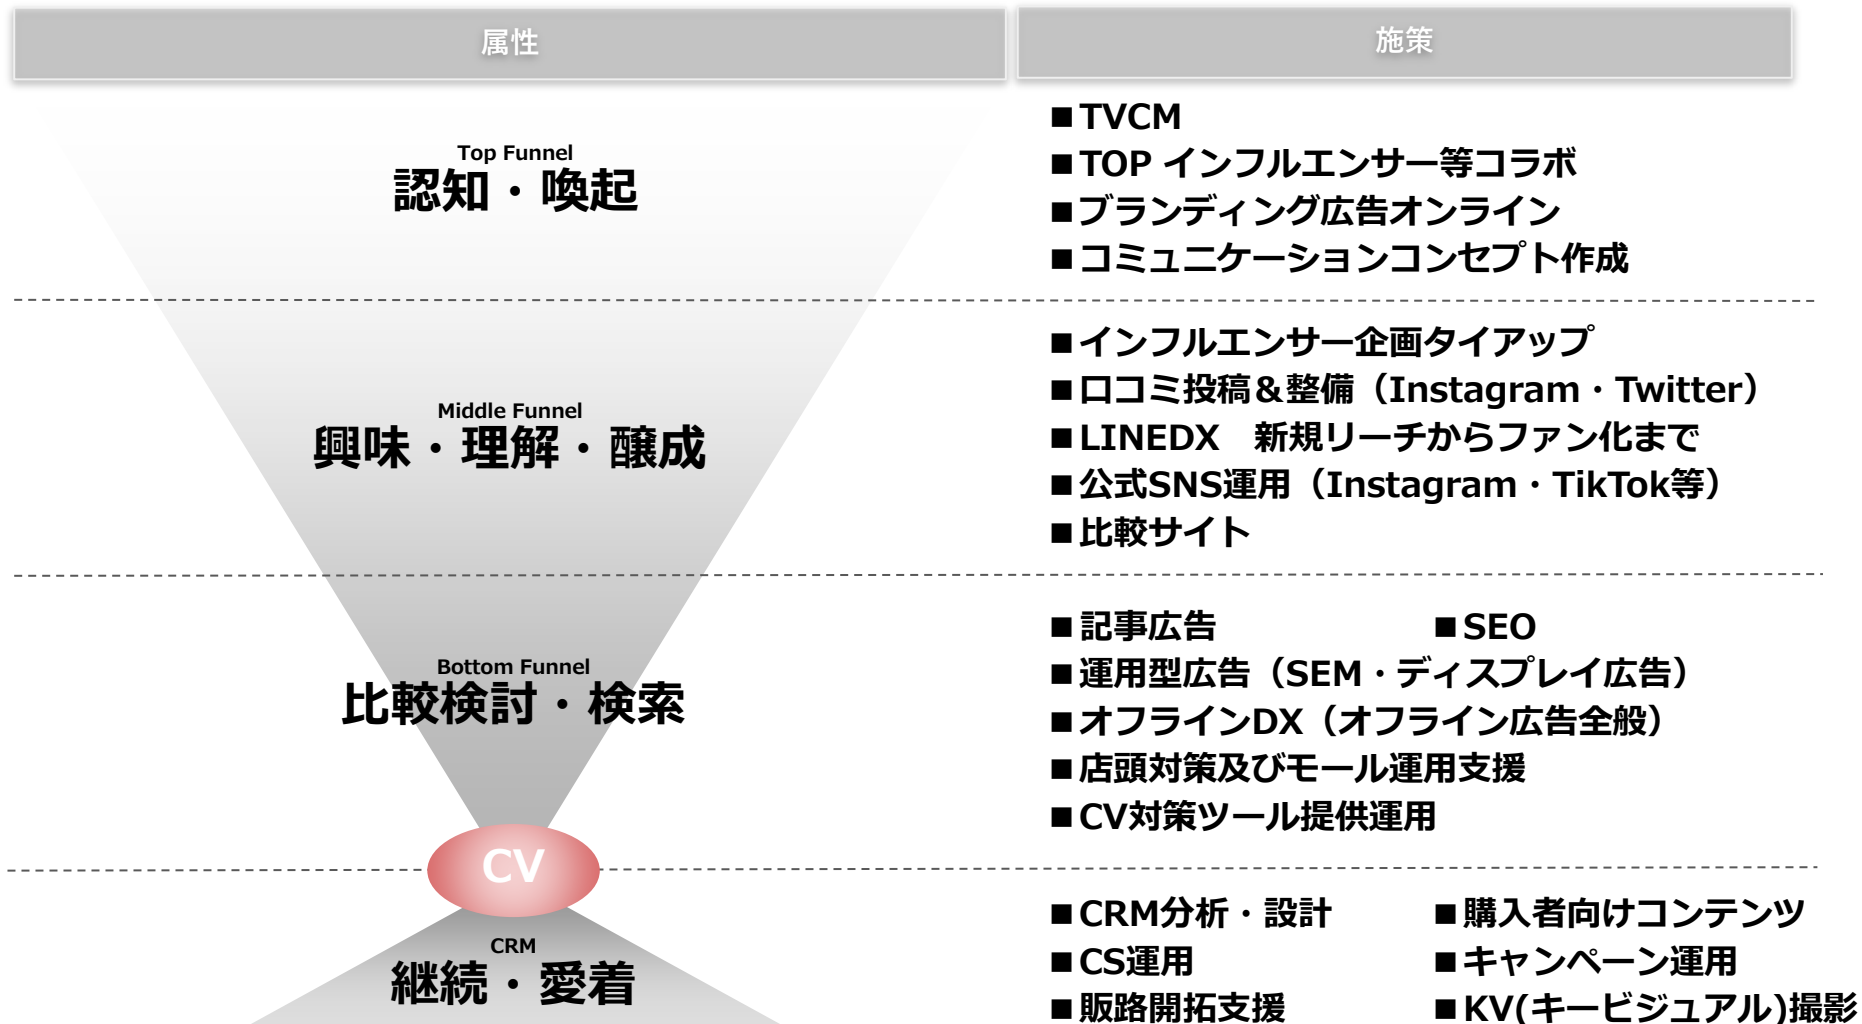 属性
施策
Top Funnel
認知・喚起
■TVCM
■TOP インフルエンサー等コラボ
■ブランディング広告オンライン
■コミュニケーションコンセプト作成
Middle Funnel
興味・理解・醸成
■インフルエンサー企画タイアップ
■口コミ投稿&整備（Instagram・Twitter）
■LINEDX　新規リーチからファン化まで
■公式SNS運用（Instagram・TikTok等）
■比較サイト
Bottom Funnel
比較検討・検索
■記事広告 ■SEO
■運用型広告（SEM・ディスプレイ広告）
■オフラインDX（オフライン広告全般）
■店頭対策及びモール運用支援
■CV対策ツール提供運用
CV
CRM
継続・愛着
■CRM分析・設計 ■購入者向けコンテンツ
■CS運用 ■キャンペーン運用
■販路開拓支援 ■KV(キービジュアル)撮影